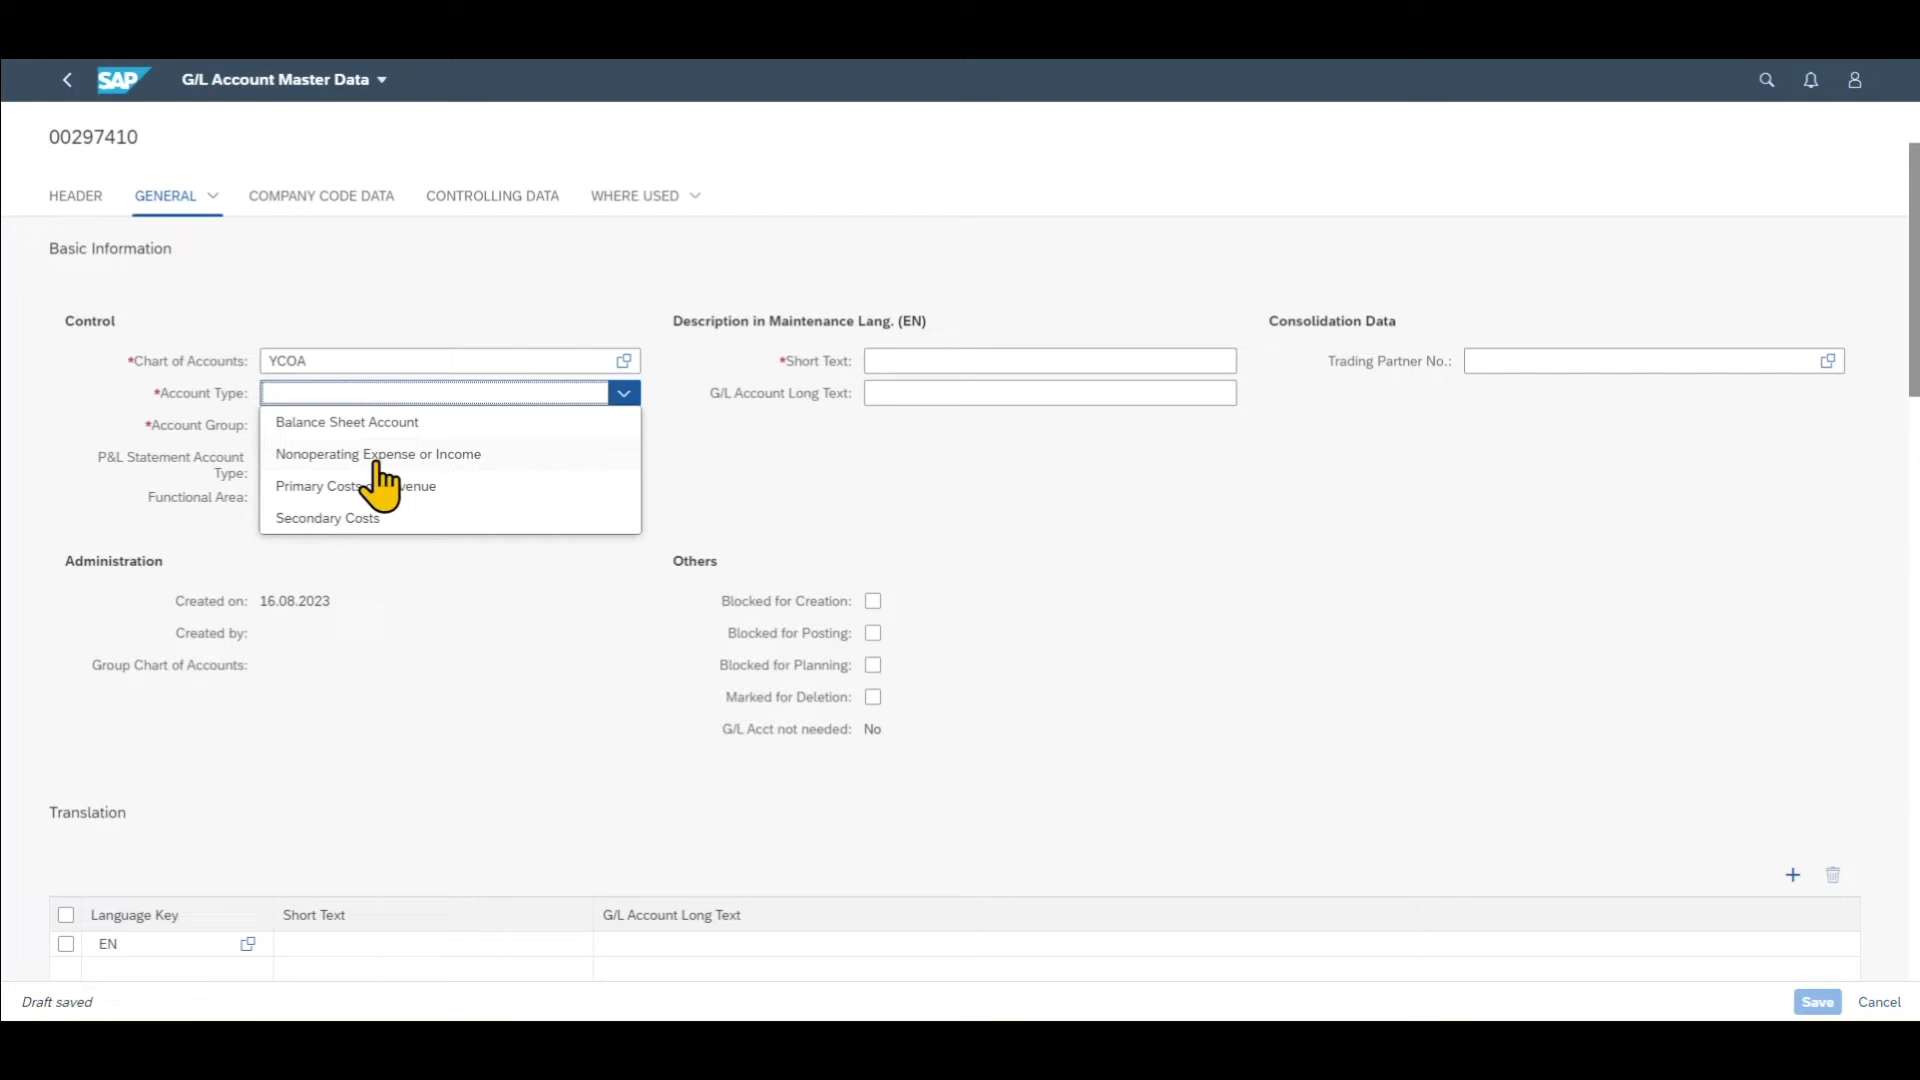 SAP G/L Account Master Data
00297410
HEADER GENERAL COMPANY CODE DATA CONTROLLING DATA WHERE USED
Basic Information
Control Description in Maintenance Lang. (EN) Consolidation Data
*Chart of Accounts: YCOA *Short Text: Trading Partner No.:
*Account Type: G/L Account Long Text:
Balance Sheet Account
*Account Group:
Nonoperating Expense or Income
P&L Statement Account
Type:
Primary Costs
Functional Area:
Secondary Costs
Administration Others
Created on: 16.08.2023 Blocked for Creation:
Created by: Blocked for Posting:
Group Chart of Accounts: Blocked for Planning:
Marked for Deletion:
G/L Acct not needed: No
Translation
Language Key Short Text G/L Account Long Text
EN
Draft saved Save Cancel